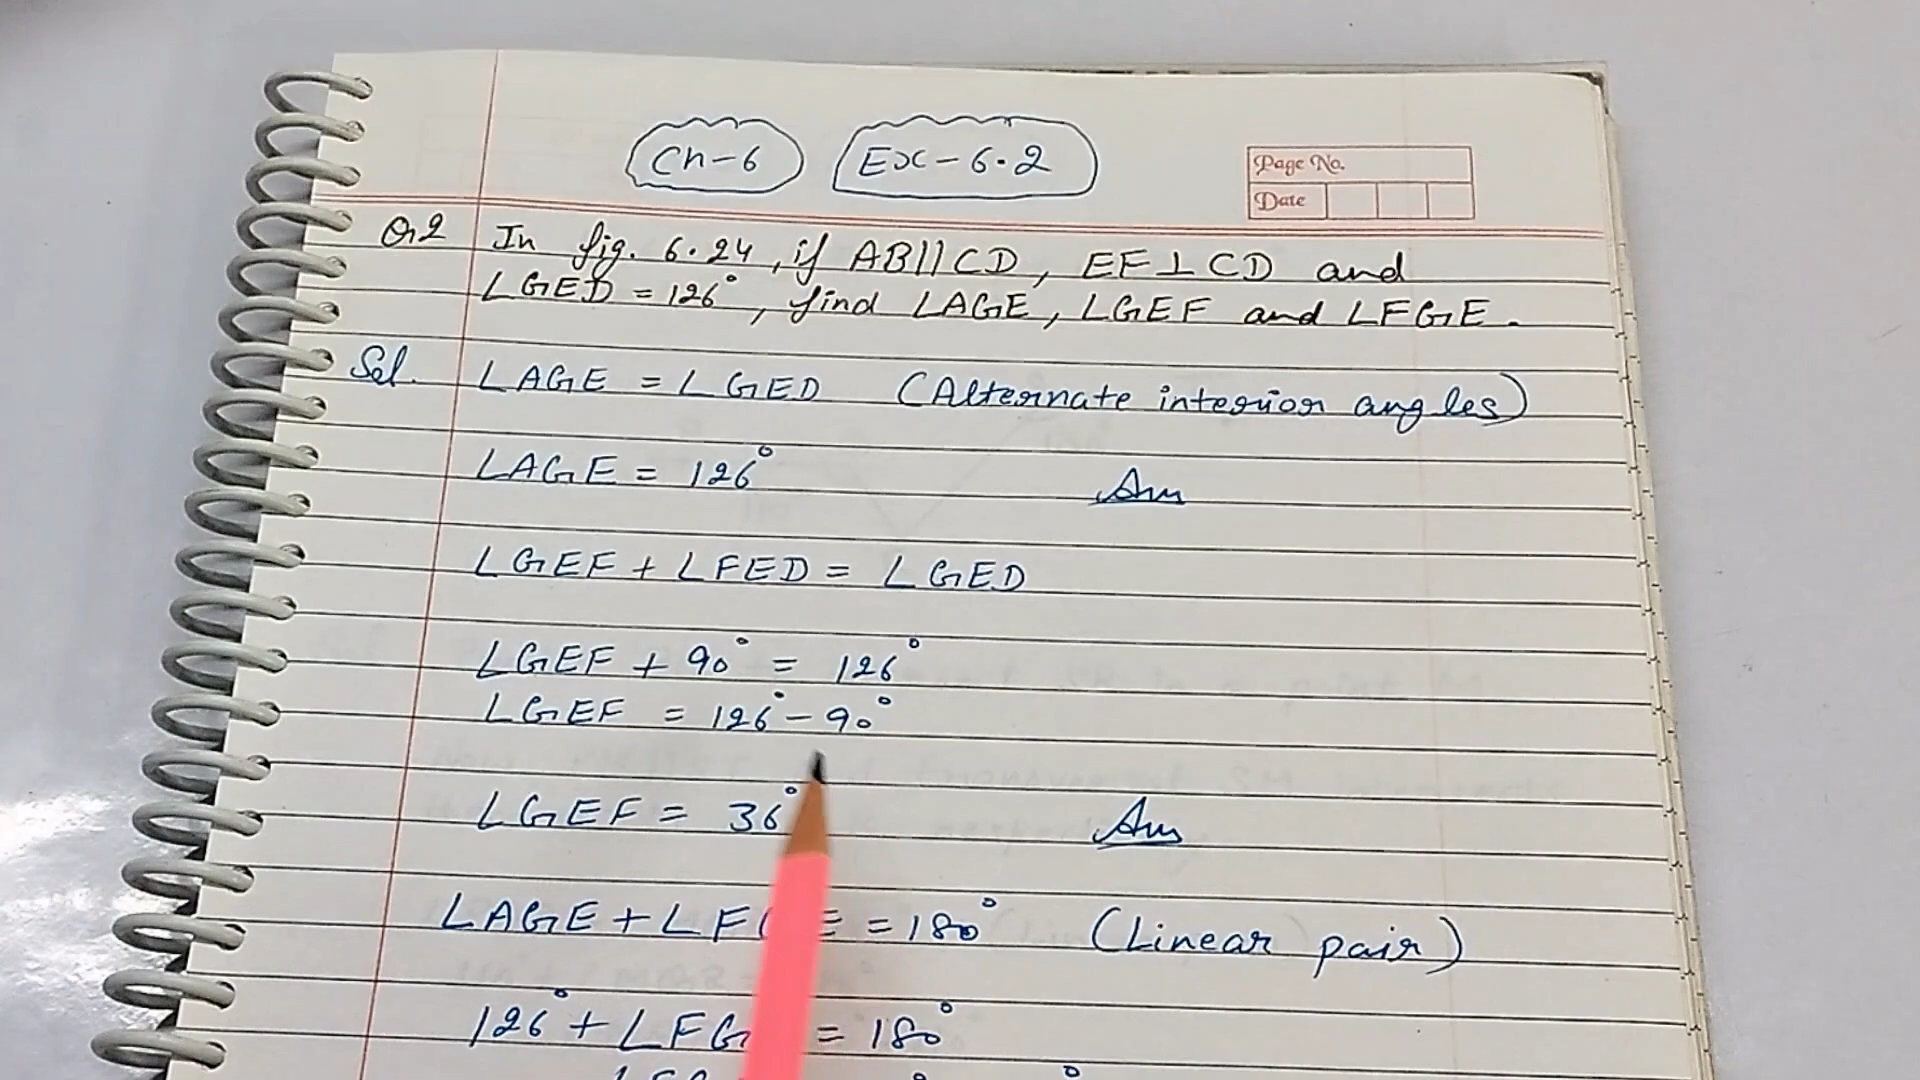 Ch-6 Ex-6.2
Page No.
Date
Q2 In fig. 6.24, if AB||CD, EF⊥CD and
∠GED = 126°, find ∠AGE, ∠GEF and ∠FGE.
Sol. ∠AGE = ∠GED (Alternate interior angles)
∠AGE = 126° Ans
∠GEF + ∠FED = ∠GED
∠GEF + 90° = 126°
∠GEF = 126° - 90°
∠GEF = 36° Ans
∠AGE + ∠F E = 180° (Linear pair)
126° + ∠FG = 180°